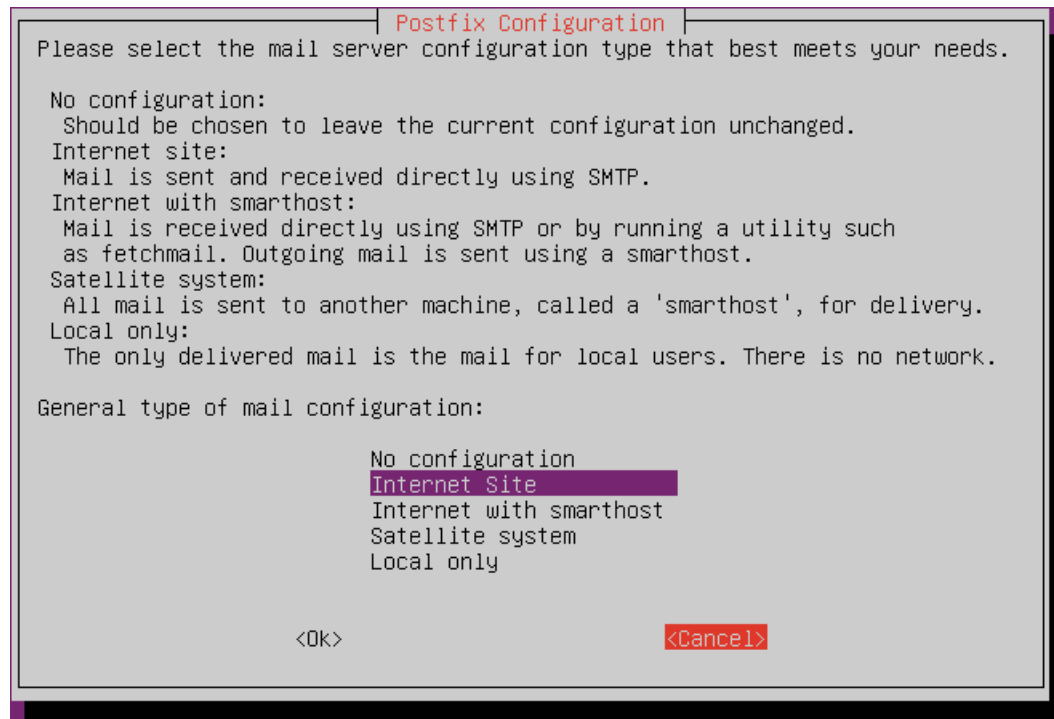 Postfix Configuration
Please select the mail server configuration type that best meets your needs.
No configuration:
Should be chosen to leave the current configuration unchanged.
Internet site:
Mail is sent and received directly using SMTP.
Internet with smarthost:
Mail is received directly using SMTP or by running a utility such
as fetchmail. Outgoing mail is sent using a smarthost.
Satellite system:
All mail is sent to another machine, called a 'smarthost', for delivery.
Local only:
The only delivered mail is the mail for local users. There is no network.
General type of mail configuration:
No configuration
Internet Site
Internet with smarthost
Satellite system
Local only
<Ok> <Cancel>